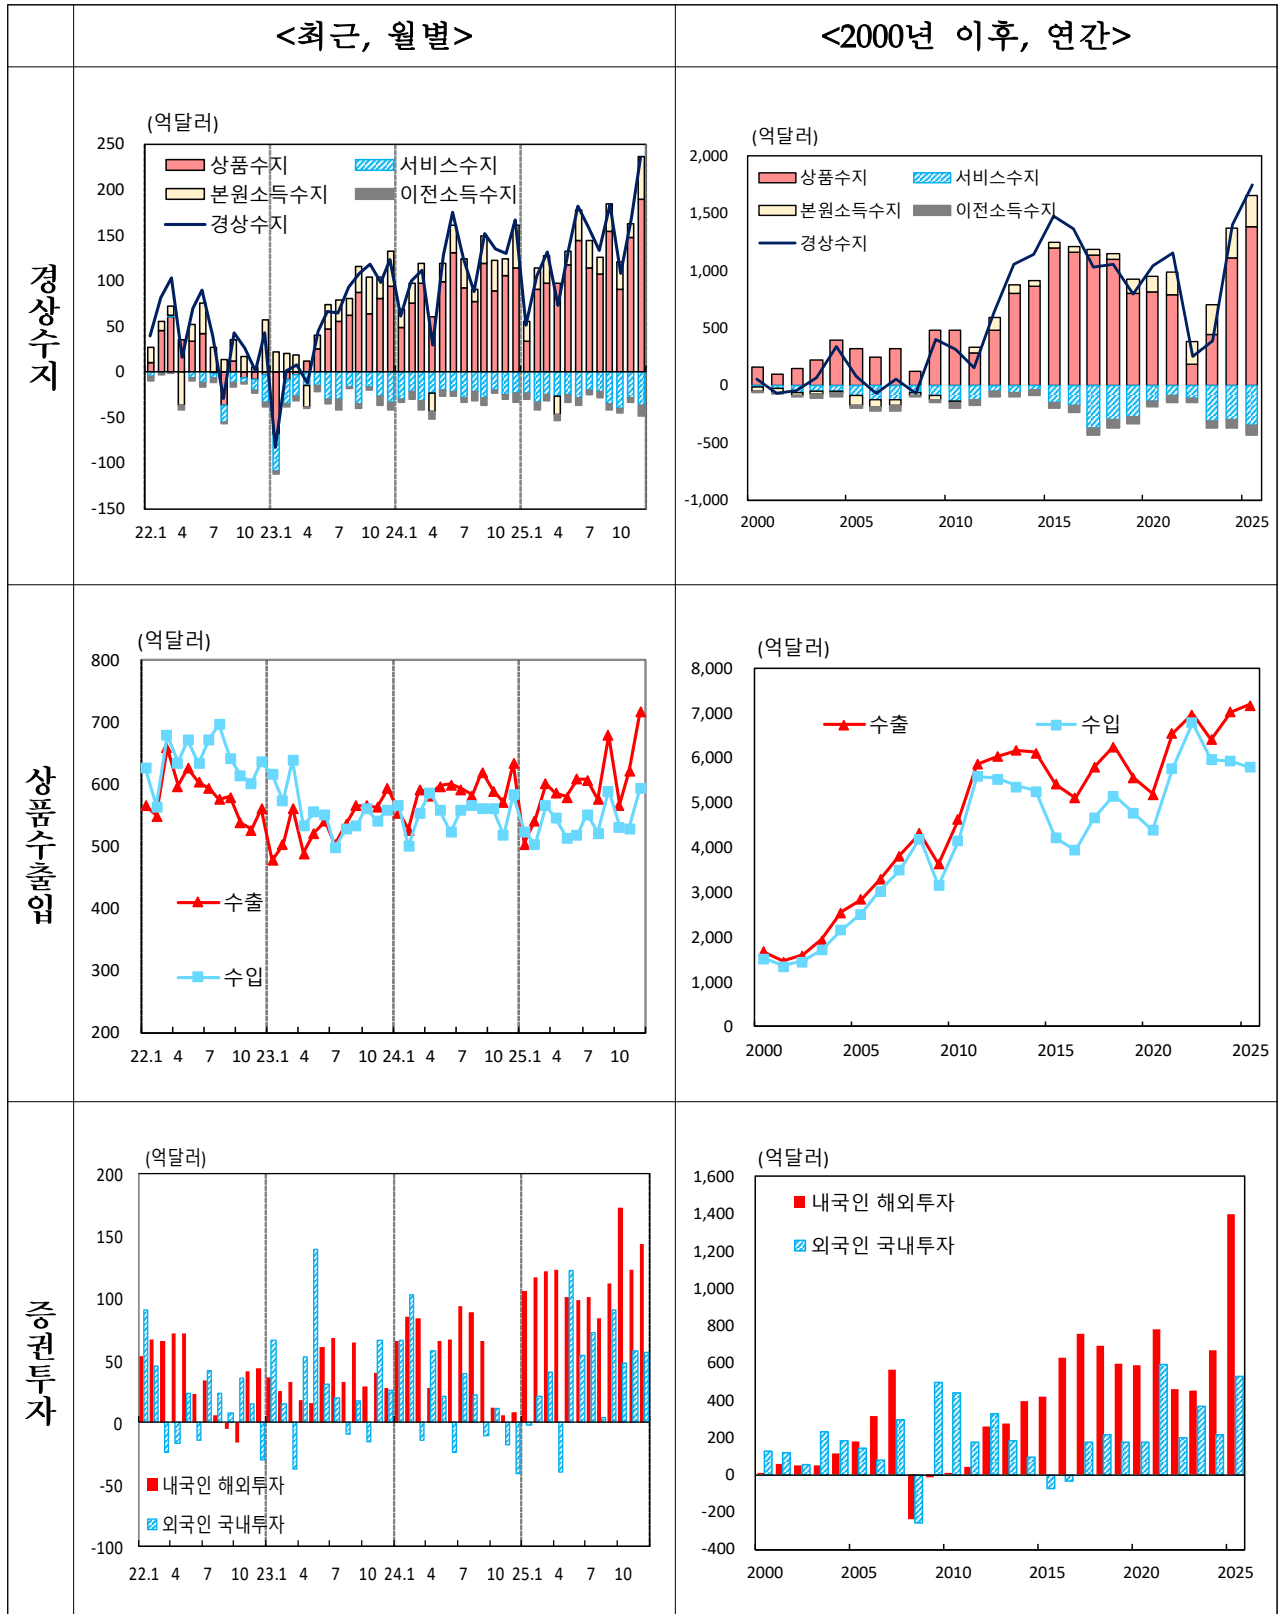 <최근, 월별>
<2000년 이후, 연간>
경상수지
(억달러)
250
200
150
100
50
0
-50
-100
-150
상품수지
서비스수지
본원소득수지
이전소득수지
경상수지
22.1 4 7 10 23.1 4 7 10 24.1 4 7 10 25.1 4 7 10
(억달러)
2,000
1,500
1,000
500
0
-500
-1,000
상품수지
서비스수지
본원소득수지
이전소득수지
경상수지
2000 2005 2010 2015 2020 2025
상품수출입
(억달러)
800
700
600
500
400
300
200
수출
수입
22.1 4 7 10 23.1 4 7 10 24.1 4 7 10 25.1 4 7 10
(억달러)
8,000
7,000
6,000
5,000
4,000
3,000
2,000
1,000
0
수출
수입
2000 2005 2010 2015 2020 2025
증권투자
(억달러)
200
150
100
50
0
-50
-100
내국인 해외투자
외국인 국내투자
22.1 4 7 10 23.1 4 7 10 24.1 4 7 10 25.1 4 7 10
(억달러)
1,600
1,400
1,200
1,000
800
600
400
200
0
-200
-400
내국인 해외투자
외국인 국내투자
2000 2005 2010 2015 2020 2025